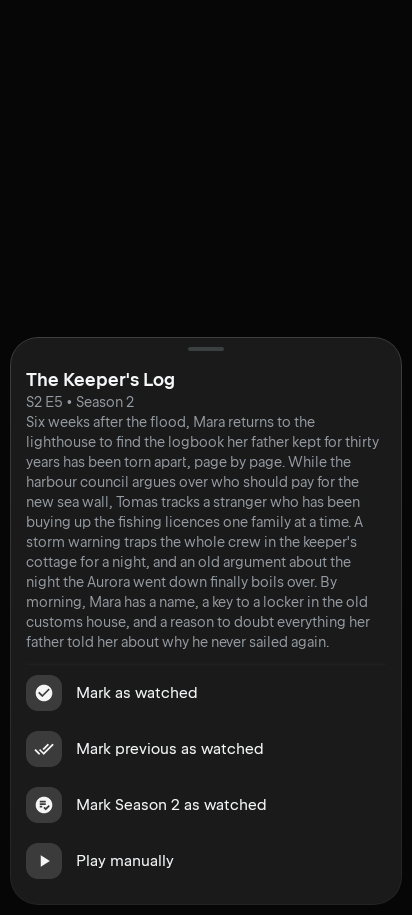 The Keeper's Log
S2 E5 • Season 2
Six weeks after the flood, Mara returns to the
lighthouse to find the logbook her father kept for thirty
years has been torn apart, page by page. While the
harbour council argues over who should pay for the
new sea wall, Tomas tracks a stranger who has been
buying up the fishing licences one family at a time. A
storm warning traps the whole crew in the keeper's
cottage for a night, and an old argument about the
night the Aurora went down finally boils over. By
morning, Mara has a name, a key to a locker in the old
customs house, and a reason to doubt everything her
father told her about why he never sailed again.
Mark as watched
Mark previous as watched
Mark Season 2 as watched
Play manually